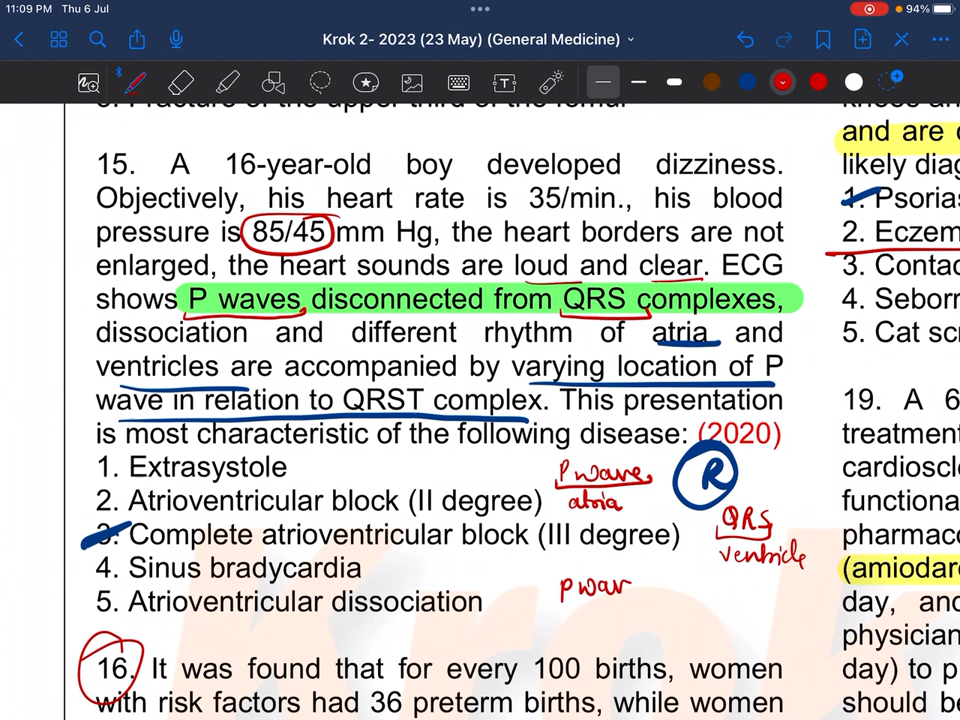 11:09 PM Thu 6 Jul
94%
Krok 2- 2023 (23 May) (General Medicine)
T
15. A 16-year-old boy developed dizziness.
Objectively, his heart rate is 35/min., his blood
pressure is 85/45 mm Hg, the heart borders are not
enlarged, the heart sounds are loud and clear. ECG
shows P waves disconnected from QRS complexes,
dissociation and different rhythm of atria and
ventricles are accompanied by varying location of P
wave in relation to QRST complex. This presentation
is most characteristic of the following disease: (2020)
1. Extrasystole
2. Atrioventricular block (II degree)
3. Complete atrioventricular block (III degree)
4. Sinus bradycardia
5. Atrioventricular dissociation
P wave
atria
R
QRS
ventricle
P wav
16. It was found that for every 100 births, women
with risk factors had 36 preterm births, while women
and are
likely diag
1. Psorias
2. Eczem
3. Contac
4. Seborr
5. Cat scr
19. A 6
treatment
cardioscle
functiona
pharmaco
(amiodar
day, and
physician
day) to p
should be